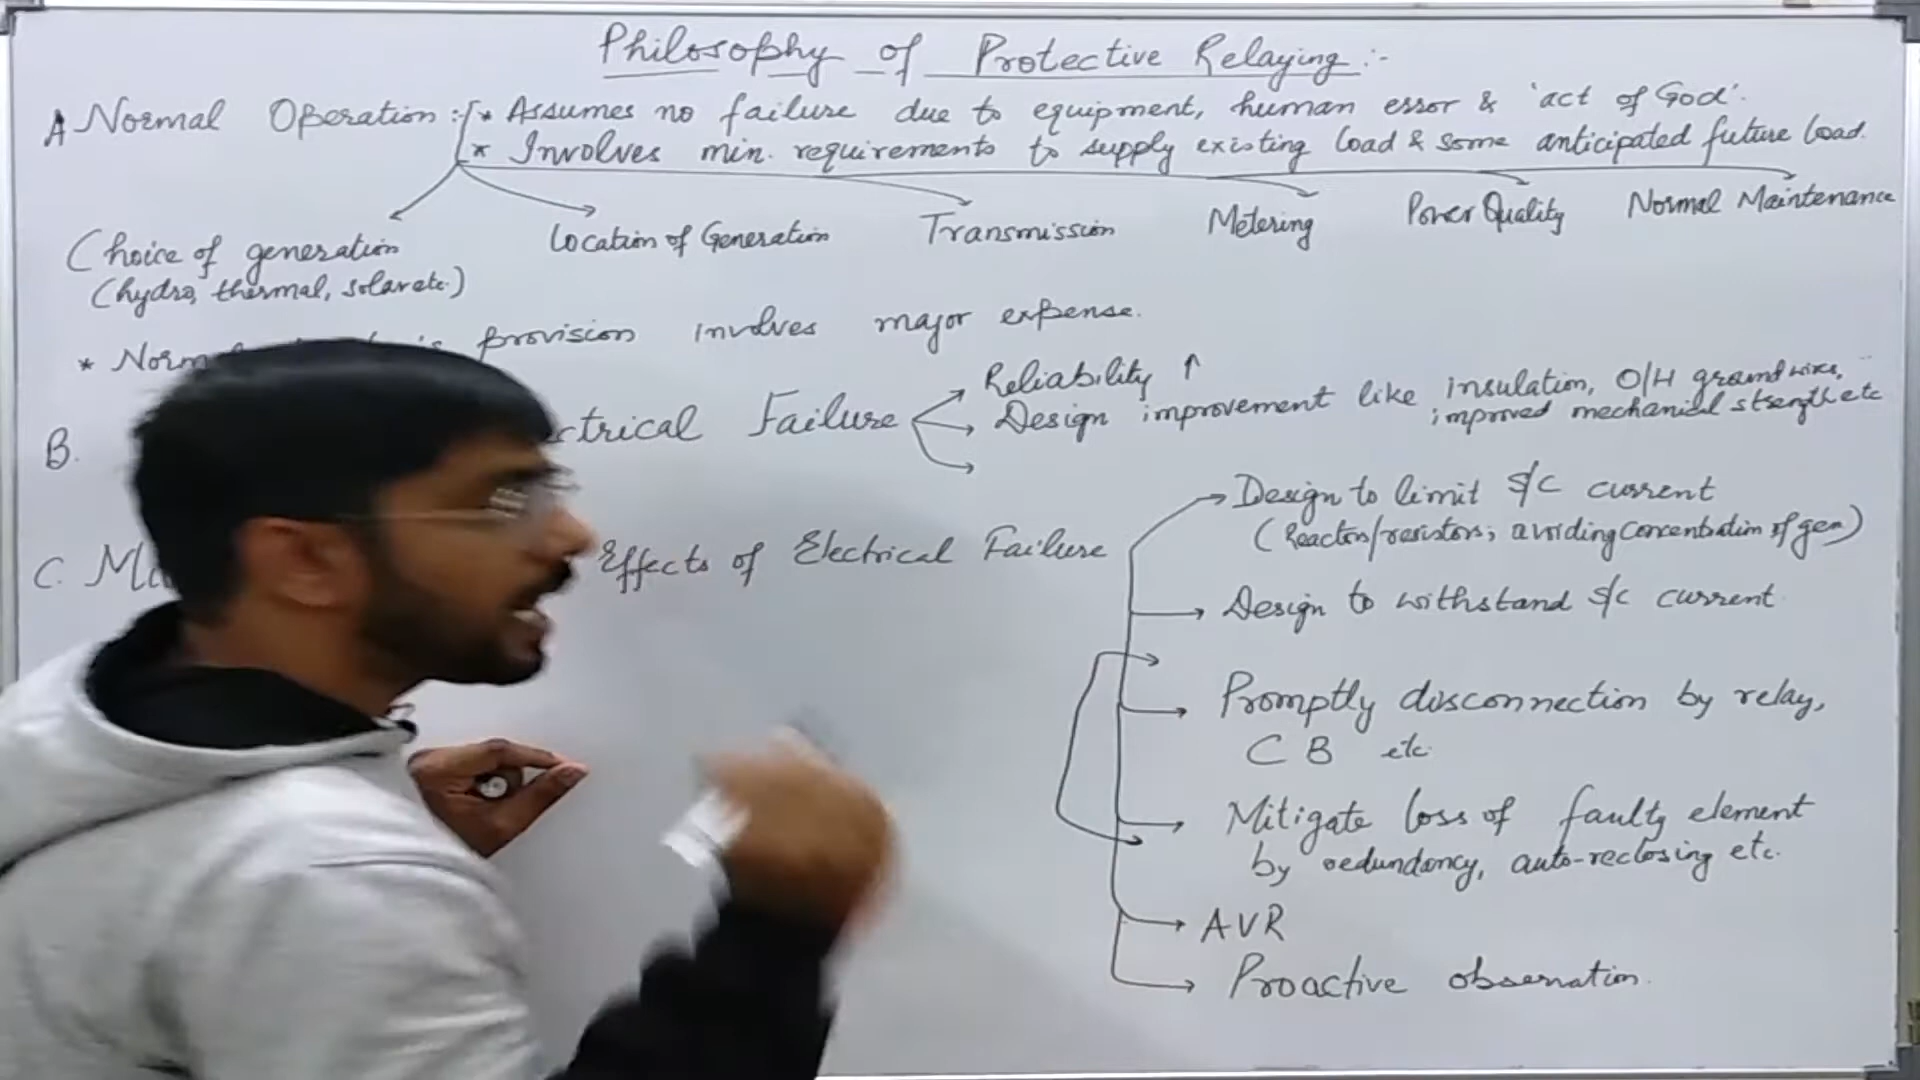 Philosophy of Protective Relaying :-
A Normal Operation : * Assumes no failure due to equipment, human error & 'act of God'.
* Involves min. requirements to supply existing load & some anticipated future load.
Choice of generation
(hydro, thermal, solar etc.)
Location of Generation
Transmission
Metering
Power Quality
Normal Maintenance
* Norm provision involves major expense.
B. ctrical Failure
Reliability ↑
Design improvement like insulation, O/H ground wires,
improved mechanical strength etc
C. M Effects of Electrical Failure
Design to limit S/C current
(Reactors/resistors; avoiding concentration of gen)
Design to withstand S/C current
Promptly disconnection by relay,
C B etc
Mitigate loss of faulty element
by redundancy, auto-reclosing etc.
AVR
Proactive observation.